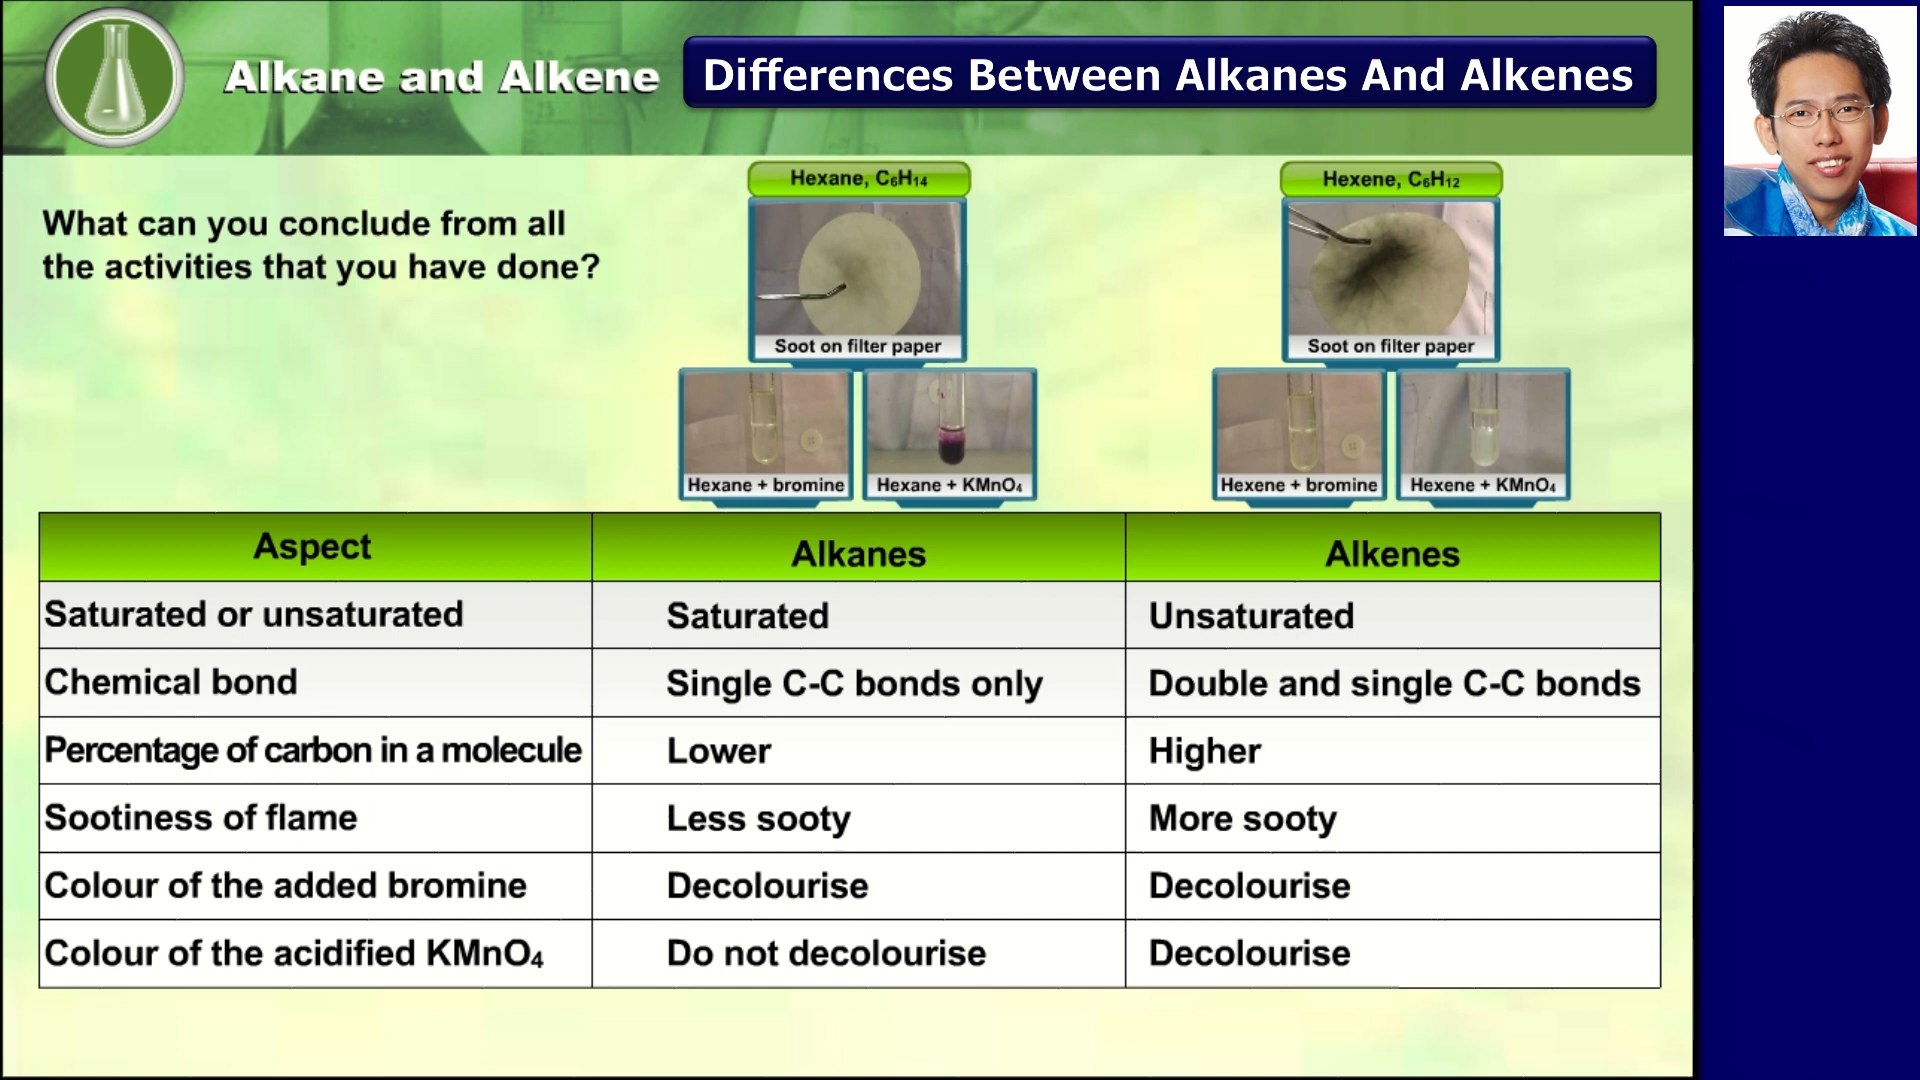 Alkane and Alkene
Differences Between Alkanes And Alkenes
What can you conclude from all
the activities that you have done?
Hexane, C₆H₁₄
Soot on filter paper
Hexane + bromine
Hexane + KMnO₄
Hexene, C₆H₁₂
Soot on filter paper
Hexene + bromine
Hexene + KMnO₄
Aspect Alkanes Alkenes
Saturated or unsaturated Saturated Unsaturated
Chemical bond Single C-C bonds only Double and single C-C bonds
Percentage of carbon in a molecule Lower Higher
Sootiness of flame Less sooty More sooty
Colour of the added bromine Decolourise Decolourise
Colour of the acidified KMnO₄ Do not decolourise Decolourise